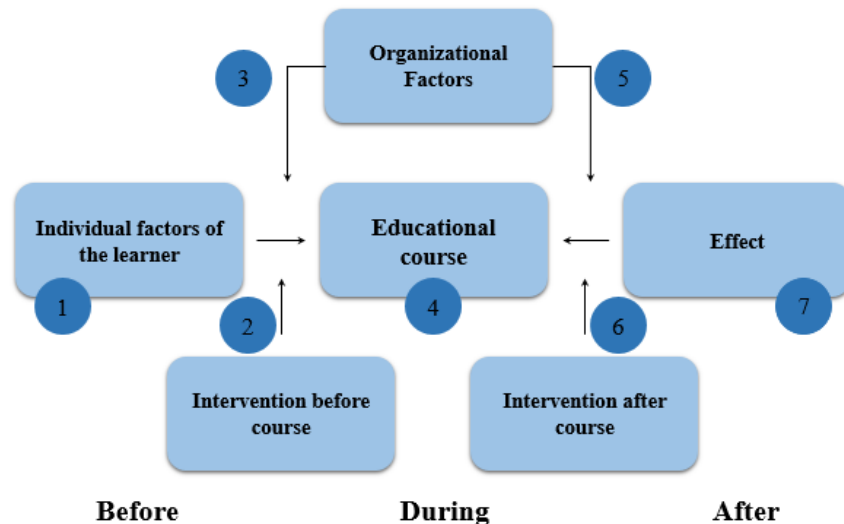 3
Organizational
Factors
5
Individual factors of
the learner
Educational
course
Effect
1
2
4
6
7
Intervention before
course
Intervention after
course
Before
During
After